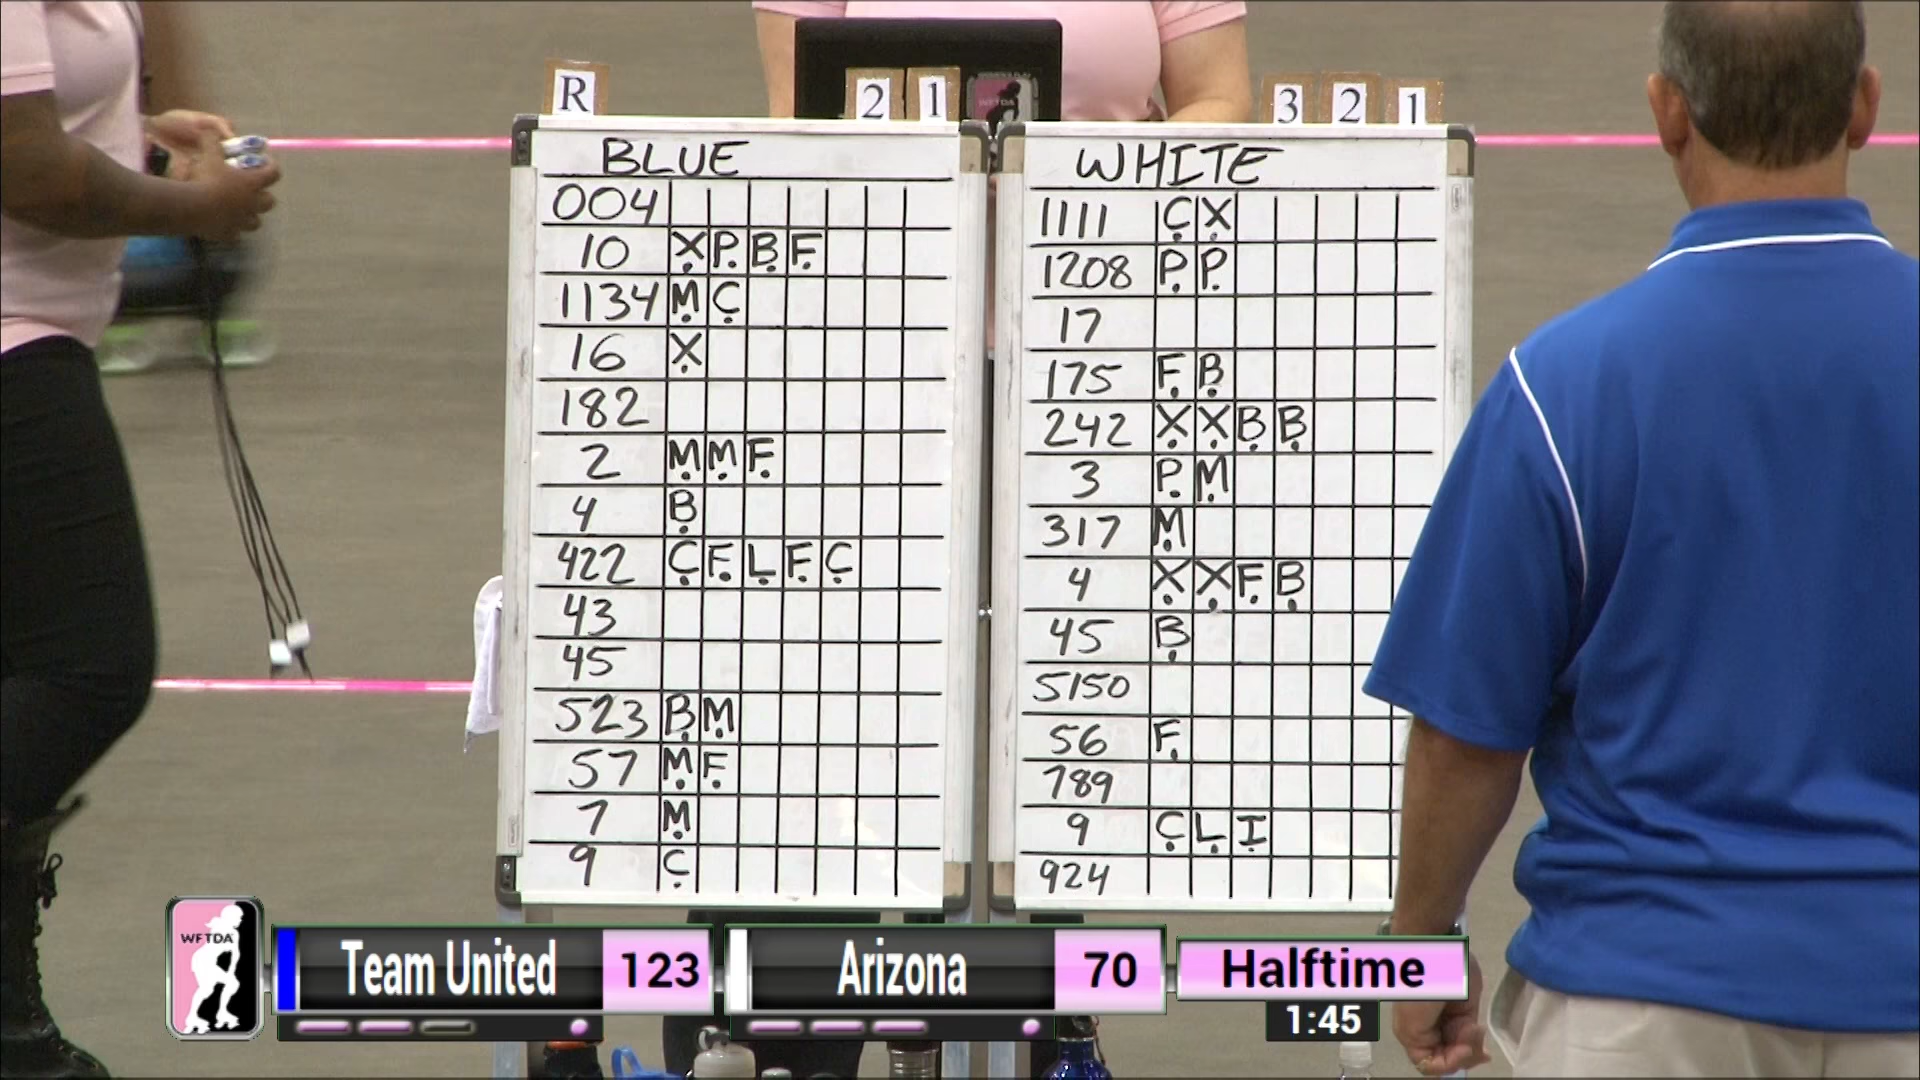 R 2 1 3 2 1
WFTDA
BLUE
004
10 X P B F
1134 M C
16 X
182
2 M M F
4 B
422 C F L F C
43
45
523 B M
57 M F
7 M
9 C
WHITE
1111 C X
1208 P P
17
175 F B
242 X X B B
3 P M
317 M
4 X X F B
45 B
5150
56 F
789
9 C L I
924
WFTDA Team United 123 Arizona 70 Halftime
1:45